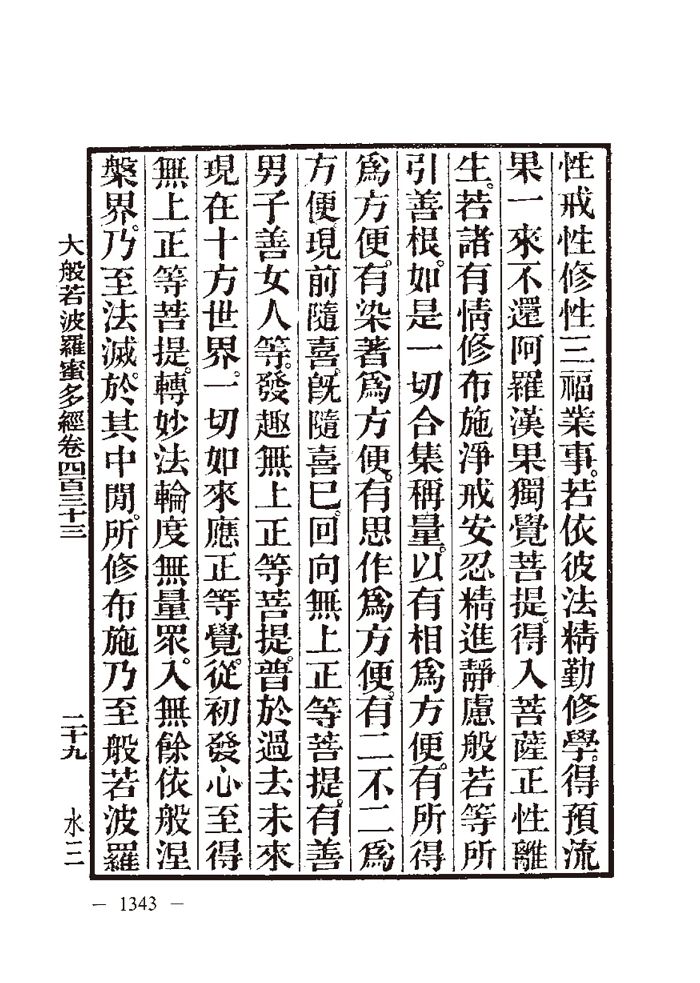 性戒性修性三福業事。若依彼法精勤修學。得預流
果一來不還阿羅漢果獨覺菩提。得入菩薩正性離
生。若諸有情修布施淨戒安忍精進靜慮般若等所
引善根。如是一切合集稱量。以有相爲方便。有所得
爲方便。有染著爲方便。有思作爲方便。有二不二爲
方便現前隨喜。旣隨喜已。回向無上正等菩提。有善
男子善女人等。發趣無上正等菩提。普於過去未來
現在十方世界。一切如來應正等覺。從初發心至得
無上正等菩提。轉妙法輪度無量眾。入無餘依般涅
槃界。乃至法滅。於其中閒。所修布施乃至般若波羅
大般若波羅蜜多經卷四百三十三 二十九 水三
— 1343 —